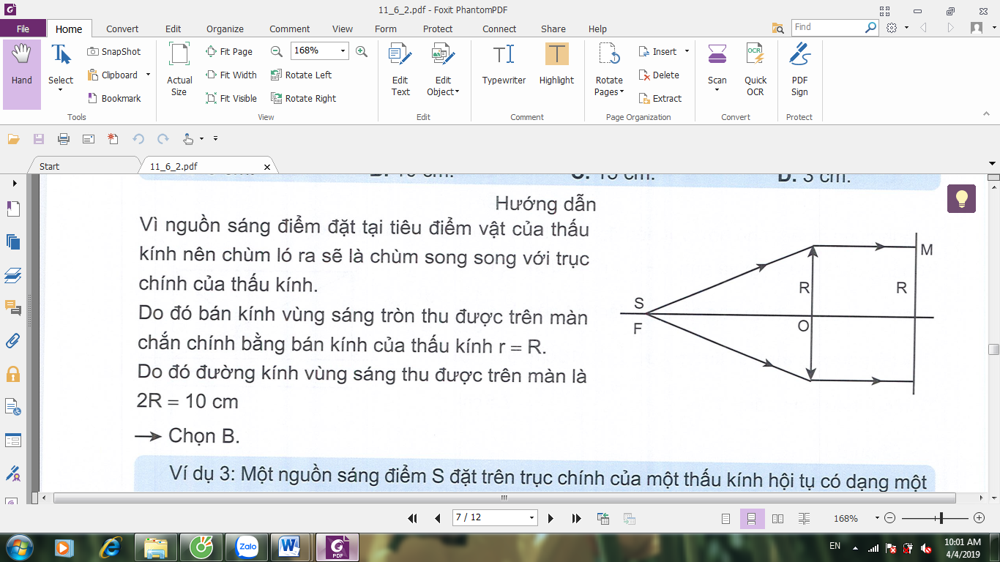 11_6_2.pdf - Foxit PhantomPDF
File Home Convert Edit Organize Comment View Form Protect Connect Share Help Find
Hand
Select
SnapShot
Clipboard
Bookmark
Actual Size
Fit Page
Fit Width
Fit Visible
168%
Rotate Left
Rotate Right
Edit Text
Edit Object
Typewriter
Highlight
Rotate Pages
Insert
Delete
Extract
Scan
Quick OCR
PDF Sign
Tools View Edit Comment Page Organization Convert Protect
Start 11_6_2.pdf
B. 10 cm. C. 15 cm. D. 3 cm.
Hướng dẫn
Vì nguồn sáng điểm đặt tại tiêu điểm vật của thấu
kính nên chùm ló ra sẽ là chùm song song với trục
chính của thấu kính.
Do đó bán kính vùng sáng tròn thu được trên màn
chắn chính bằng bán kính của thấu kính r = R.
Do đó đường kính vùng sáng thu được trên màn là
2R = 10 cm
→ Chọn B.
M
R R
S
F
O
Ví dụ 3: Một nguồn sáng điểm S đặt trên trục chính của một thấu kính hội tụ có dạng một
7 / 12
168%
Zalo
PDF
EN
10:01 AM
4/4/2019